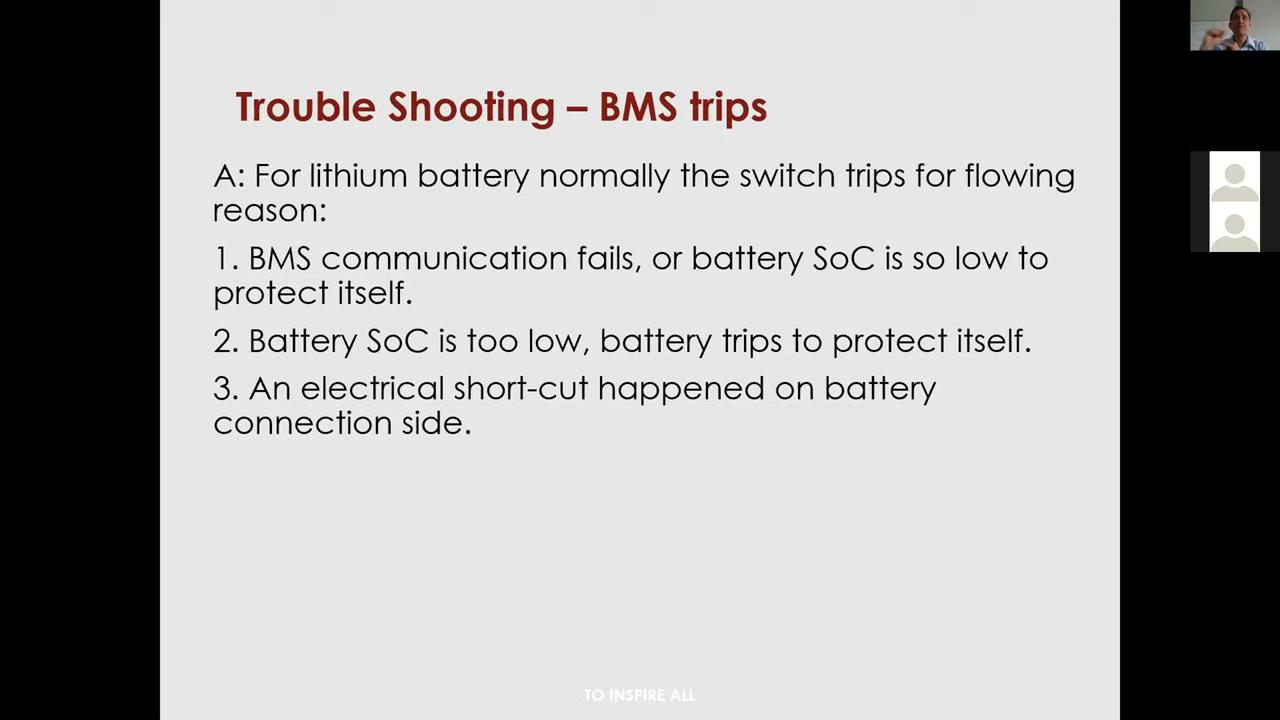 Trouble Shooting – BMS trips
A: For lithium battery normally the switch trips for flowing
reason:
1. BMS communication fails, or battery SoC is so low to
protect itself.
2. Battery SoC is too low, battery trips to protect itself.
3. An electrical short-cut happened on battery
connection side.
TO INSPIRE ALL